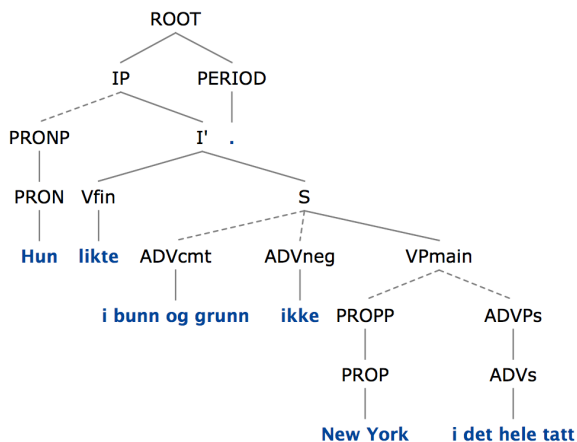 ROOT
IP PERIOD
PRONP I' .
PRON Vfin S
Hun likte ADVcmt ADVneg VPmain
i bunn og grunn ikke PROPP ADVPs
PROP ADVs
New York i det hele tatt